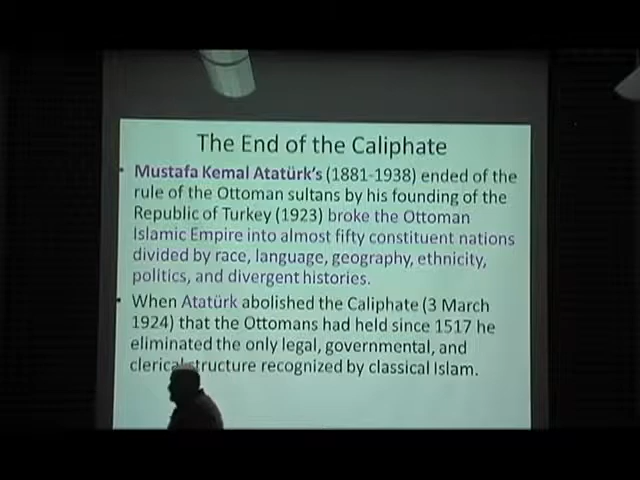 The End of the Caliphate
• Mustafa Kemal Atatürk's (1881-1938) ended of the
rule of the Ottoman sultans by his founding of the
Republic of Turkey (1923) broke the Ottoman
Islamic Empire into almost fifty constituent nations
divided by race, language, geography, ethnicity,
politics, and divergent histories.
• When Atatürk abolished the Caliphate (3 March
1924) that the Ottomans had held since 1517 he
eliminated the only legal, governmental, and
clerical structure recognized by classical Islam.